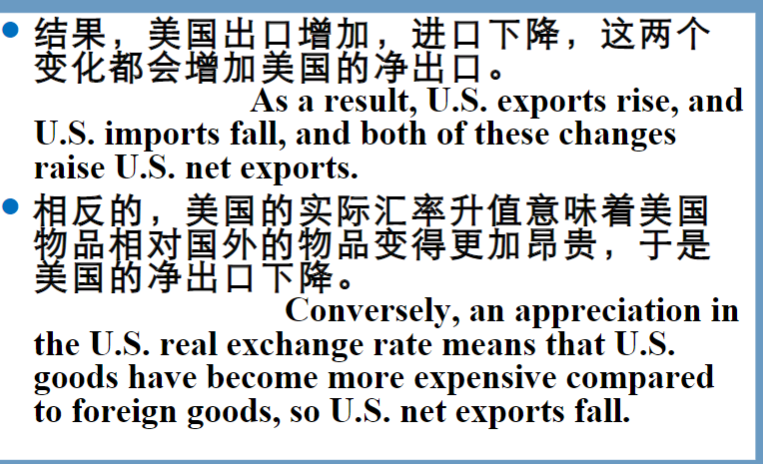 • 结果，美国出口增加，进口下降，这两个
变化都会增加美国的净出口。
As a result, U.S. exports rise, and
U.S. imports fall, and both of these changes
raise U.S. net exports.
• 相反的，美国的实际汇率升值意味着美国
物品相对国外的物品变得更加昂贵，于是
美国的净出口下降。
Conversely, an appreciation in
the U.S. real exchange rate means that U.S.
goods have become more expensive compared
to foreign goods, so U.S. net exports fall.